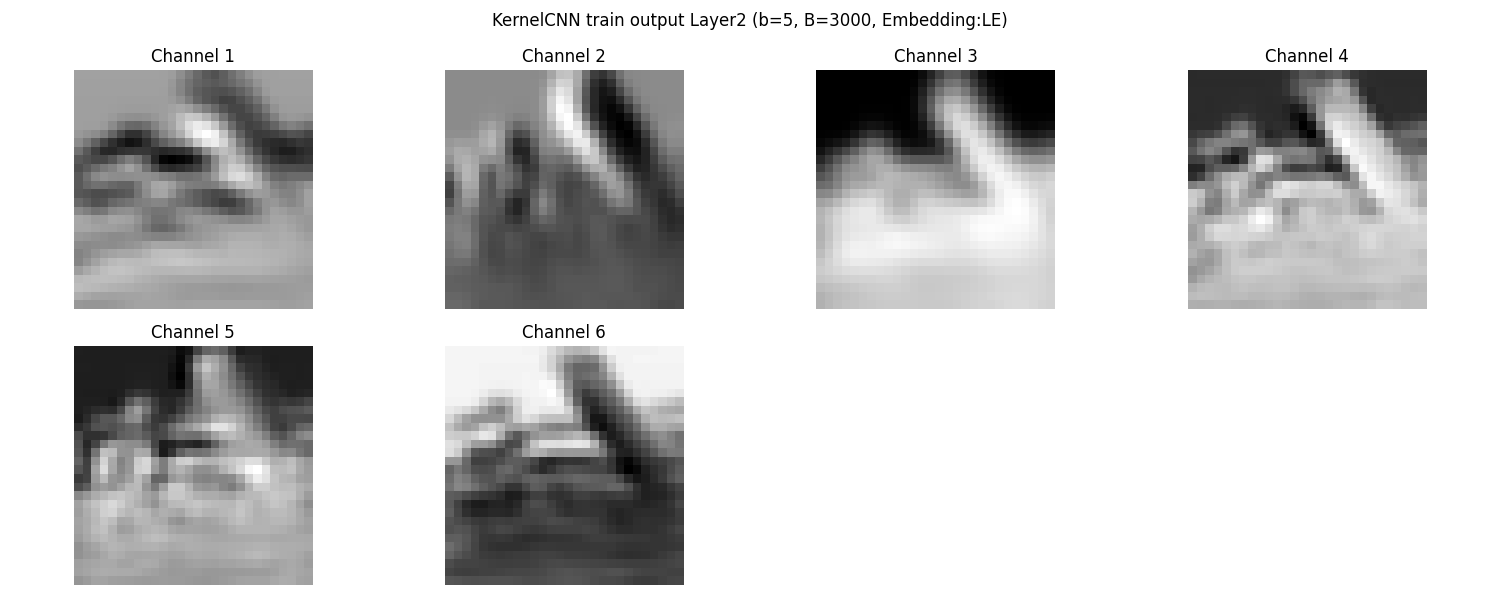 KernelCNN train output Layer2 (b=5, B=3000, Embedding:LE)
Channel 1
Channel 2
Channel 3
Channel 4
Channel 5
Channel 6